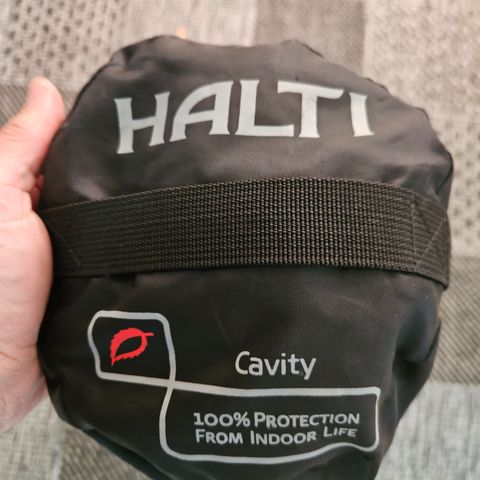 HALTI
Cavity
100% PROTECTION
FROM INDOOR LIFE